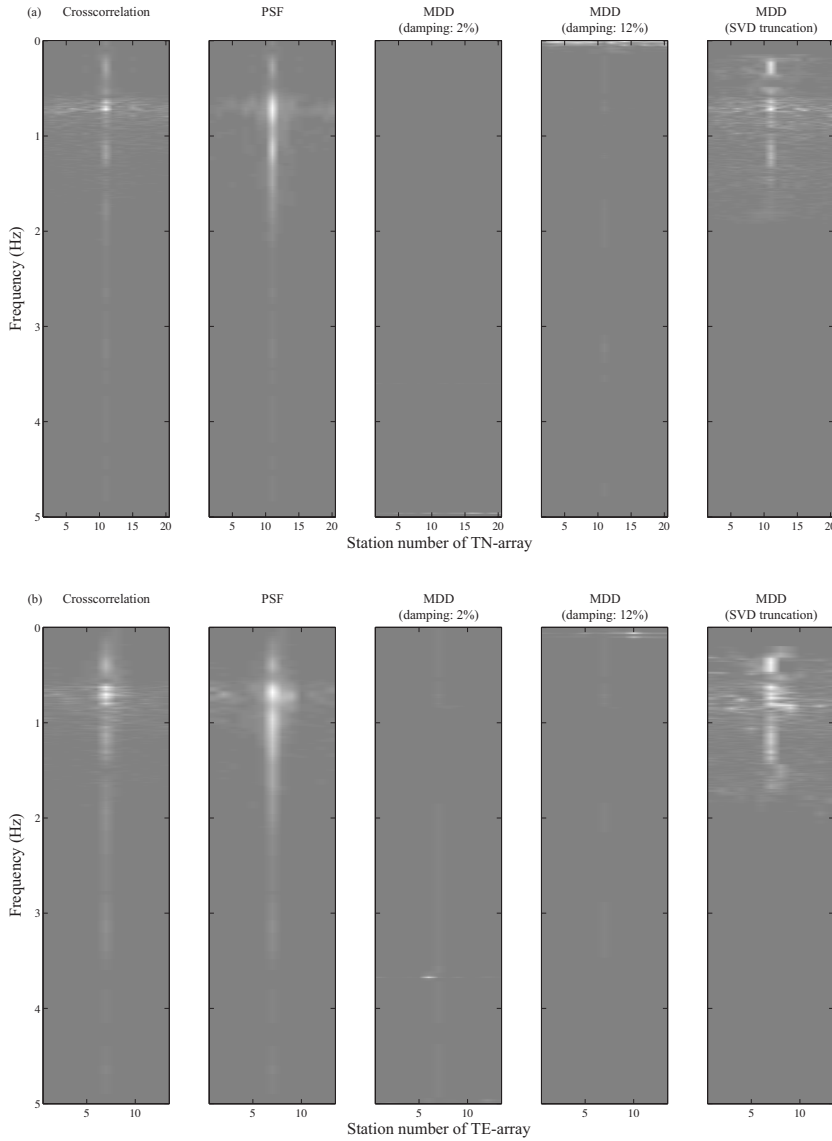 (a) Crosscorrelation PSF MDD MDD MDD
(damping: 2%) (damping: 12%) (SVD truncation)
0
1
2
3
4
5
Frequency (Hz)
5 10 15 20 5 10 15 20 5 10 15 20 5 10 15 20 5 10 15 20
Station number of TN-array
(b) Crosscorrelation PSF MDD MDD MDD
(damping: 2%) (damping: 12%) (SVD truncation)
0
1
2
3
4
5
Frequency (Hz)
5 10 5 10 5 10 5 10 5 10
Station number of TE-array